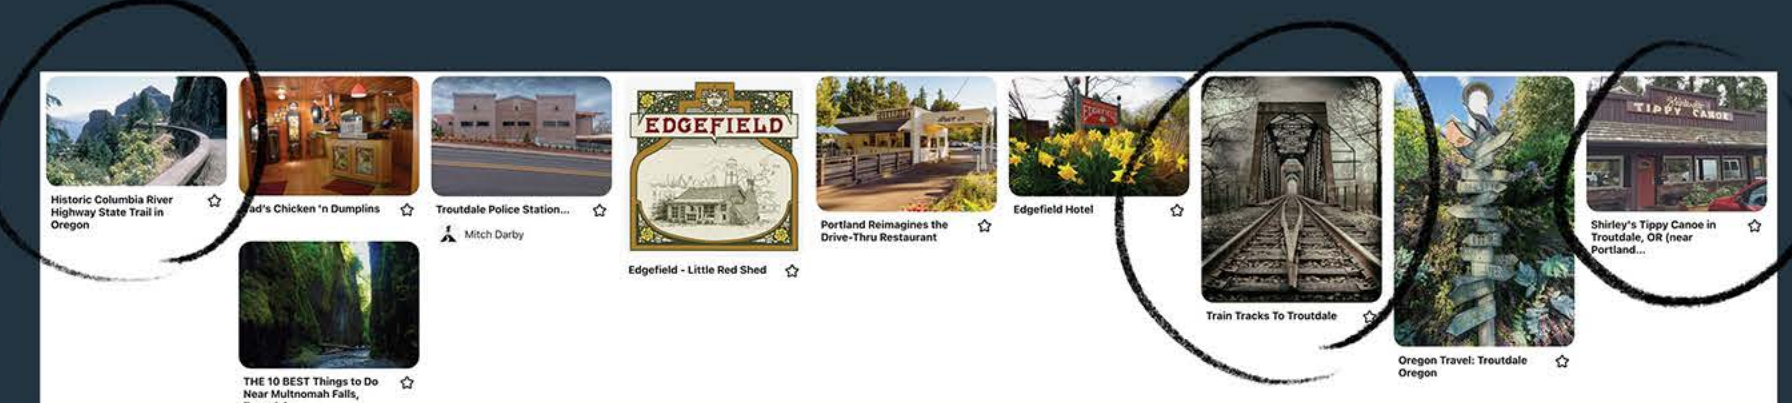 Historic Columbia River
Highway State Trail in
Oregon
ad's Chicken 'n Dumplins
THE 10 BEST Things to Do
Near Multnomah Falls,
Troutdale Police Station...
Mitch Darby
EDGEFIELD
Edgefield - Little Red Shed
Portland Reimagines the
Drive-Thru Restaurant
EDGEFIELD
Edgefield Hotel
Train Tracks To Troutdale
Oregon Travel: Troutdale
Oregon
TIPPY CANOE
Shirley's Tippy Canoe in
Troutdale, OR (near
Portland...